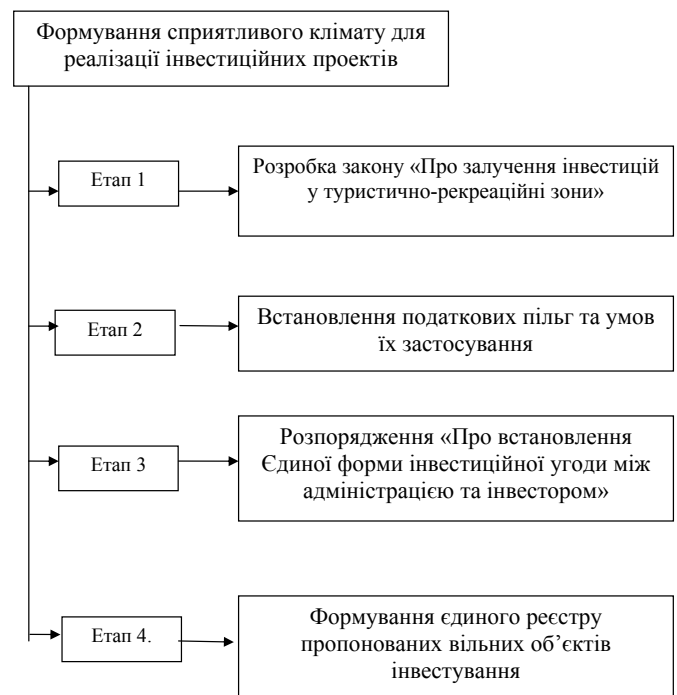 Формування сприятливого клімату для
реалізації інвестиційних проектів
Етап 1
Розробка закону «Про залучення інвестицій
у туристично-рекреаційні зони»
Етап 2
Встановлення податкових пільг та умов
їх застосування
Етап 3
Розпорядження «Про встановлення
Єдиної форми інвестиційної угоди між
адміністрацією та інвестором»
Етап 4.
Формування єдиного реєстру
пропонованих вільних об’єктів
інвестування